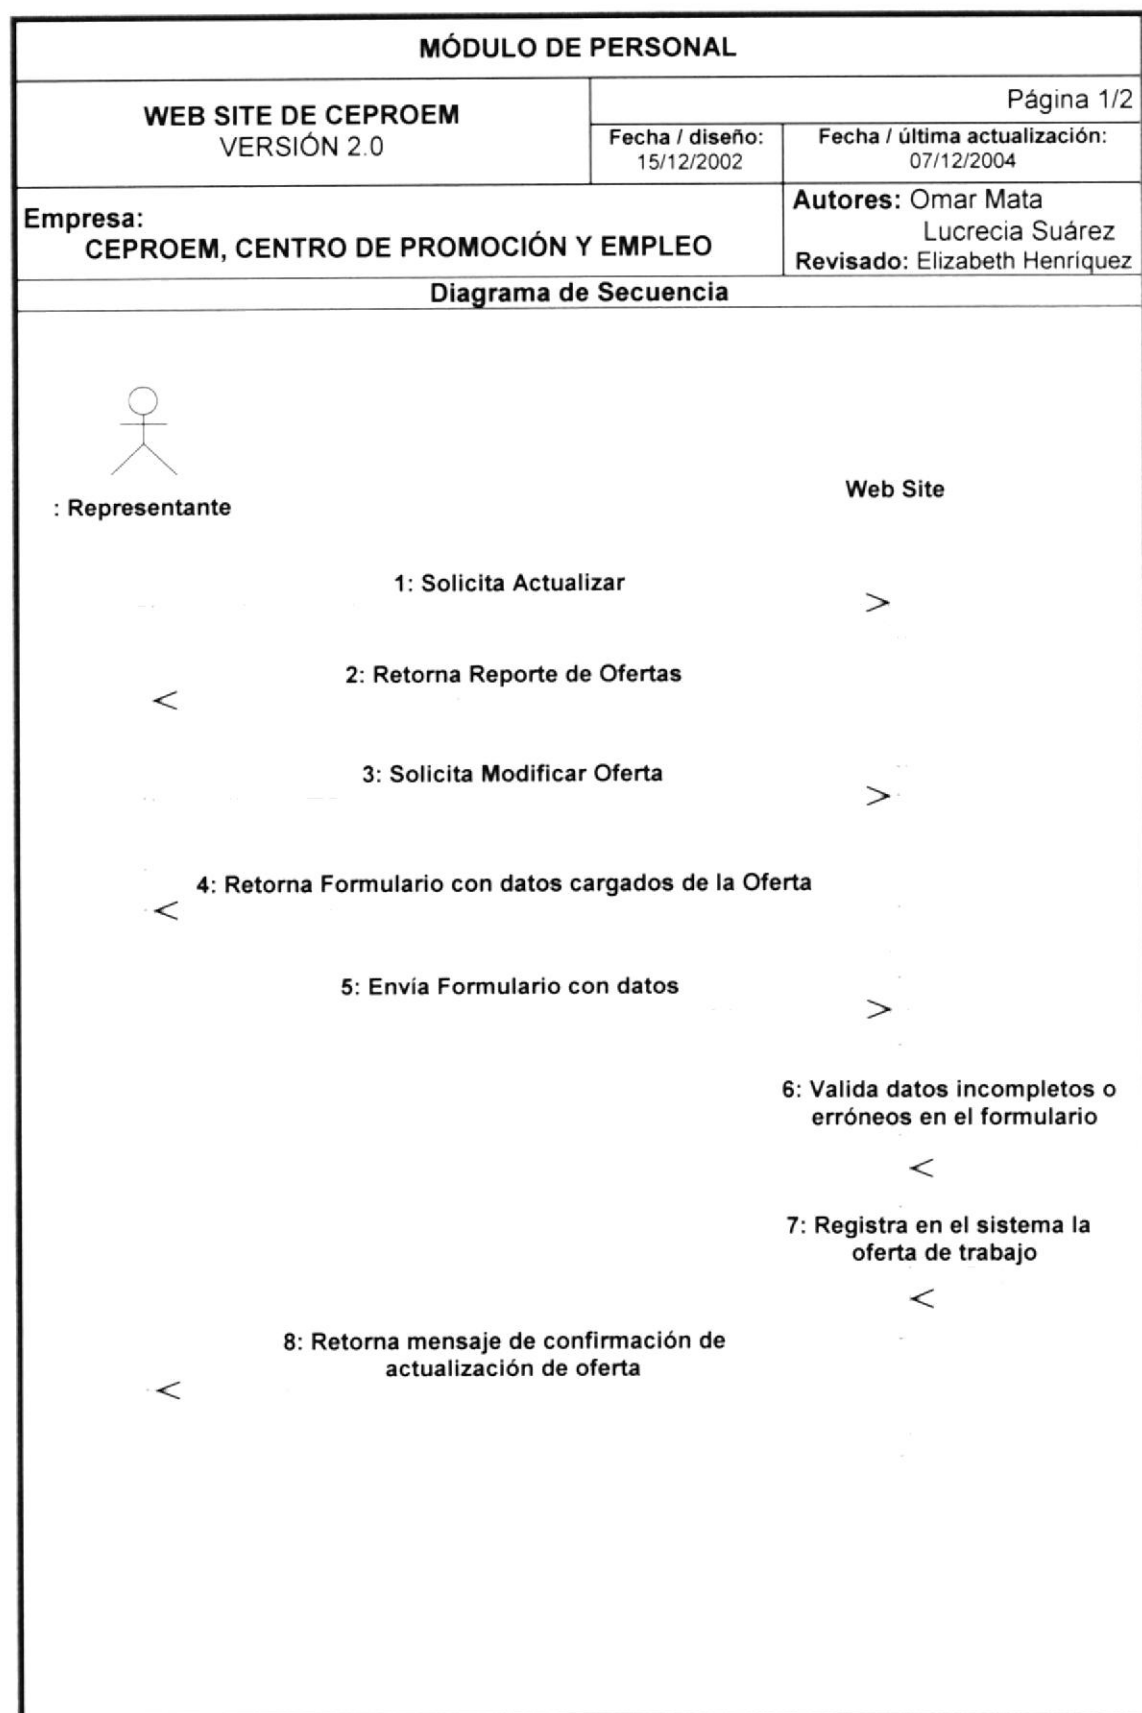 MÓDULO DE PERSONAL
WEB SITE DE CEPROEM
VERSIÓN 2.0
Página 1/2
Fecha / diseño:
15/12/2002
Fecha / última actualización:
07/12/2004
Empresa:
CEPROEM, CENTRO DE PROMOCIÓN Y EMPLEO
Autores: Omar Mata
Lucrecia Suárez
Revisado: Elizabeth Henríquez
Diagrama de Secuencia
: Representante
Web Site
1: Solicita Actualizar
2: Retorna Reporte de Ofertas
3: Solicita Modificar Oferta
4: Retorna Formulario con datos cargados de la Oferta
5: Envía Formulario con datos
6: Valida datos incompletos o
erróneos en el formulario
7: Registra en el sistema la
oferta de trabajo
8: Retorna mensaje de confirmación de
actualización de oferta